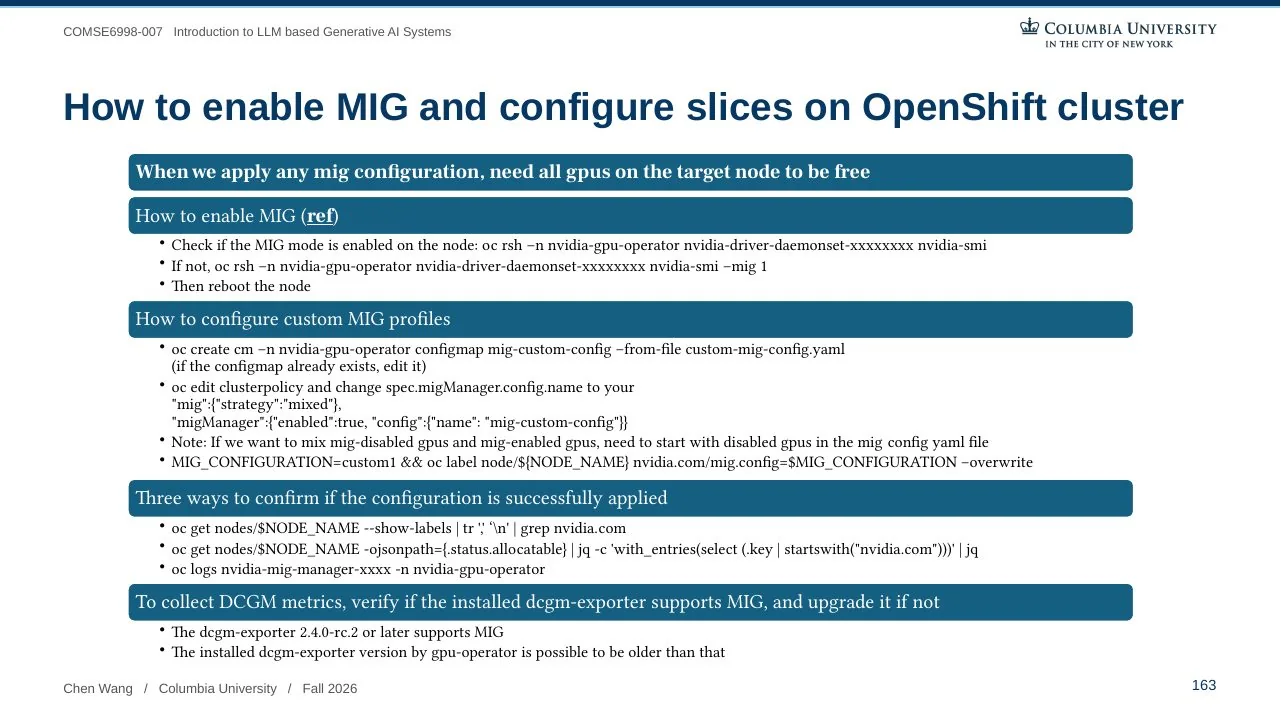 COMSE6998-007 Introduction to LLM based Generative AI Systems
COLUMBIA UNIVERSITY
IN THE CITY OF NEW YORK
How to enable MIG and configure slices on OpenShift cluster
When we apply any mig configuration, need all gpus on the target node to be free
How to enable MIG (ref)
• Check if the MIG mode is enabled on the node: oc rsh –n nvidia-gpu-operator nvidia-driver-daemonset-xxxxxxxx nvidia-smi
• If not, oc rsh –n nvidia-gpu-operator nvidia-driver-daemonset-xxxxxxxx nvidia-smi –mig 1
• Then reboot the node
How to configure custom MIG profiles
• oc create cm –n nvidia-gpu-operator configmap mig-custom-config –from-file custom-mig-config.yaml
(if the configmap already exists, edit it)
• oc edit clusterpolicy and change spec.migManager.config.name to your
"mig":{"strategy":"mixed"},
"migManager":{"enabled":true, "config":{"name": "mig-custom-config"}}
• Note: If we want to mix mig-disabled gpus and mig-enabled gpus, need to start with disabled gpus in the mig config yaml file
• MIG_CONFIGURATION=custom1 && oc label node/${NODE_NAME} nvidia.com/mig.config=$MIG_CONFIGURATION –overwrite
Three ways to confirm if the configuration is successfully applied
• oc get nodes/$NODE_NAME --show-labels | tr ',' ‘\n' | grep nvidia.com
• oc get nodes/$NODE_NAME -ojsonpath={.status.allocatable} | jq -c 'with_entries(select (.key | startswith("nvidia.com")))' | jq
• oc logs nvidia-mig-manager-xxxx -n nvidia-gpu-operator
To collect DCGM metrics, verify if the installed dcgm-exporter supports MIG, and upgrade it if not
• The dcgm-exporter 2.4.0-rc.2 or later supports MIG
• The installed dcgm-exporter version by gpu-operator is possible to be older than that
Chen Wang / Columbia University / Fall 2026
163